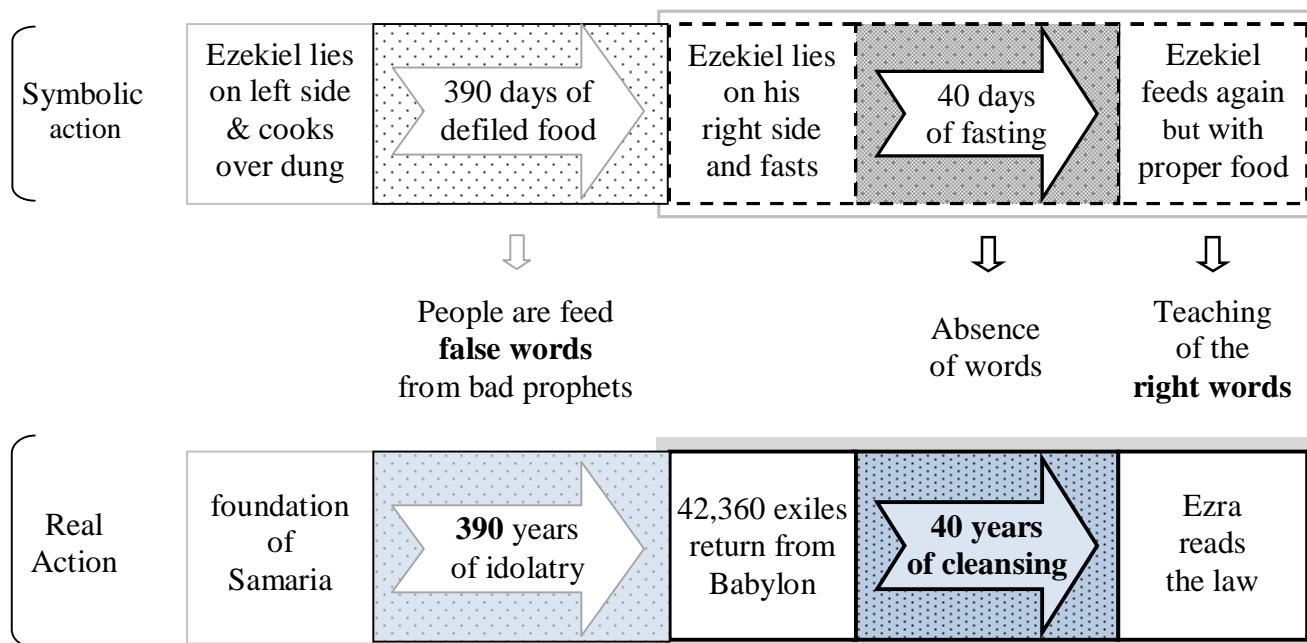 Symbolic
action
Ezekiel lies
on left side
& cooks
over dung
390 days of
defiled food
Ezekiel lies
on his
right side
and fasts
40 days
of fasting
Ezekiel
feeds again
but with
proper food
People are feed
false words
from bad prophets
Absence
of words
Teaching
of the
right words
Real
Action
foundation
of
Samaria
390 years
of idolatry
42,360 exiles
return from
Babylon
40 years
of cleansing
Ezra
reads
the law